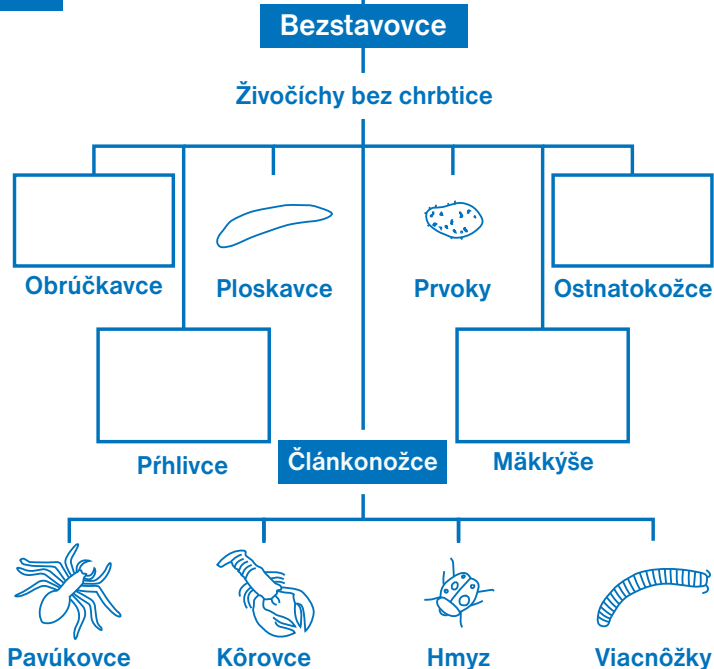 Bezstavovce
Živočíchy bez chrbtice
Obrúčkavce
Ploskavce
Prvoky
Ostnatokožce
Pŕhlivce
Článkonožce
Mäkkýše
Pavúkovce
Kôrovce
Hmyz
Viacnôžky